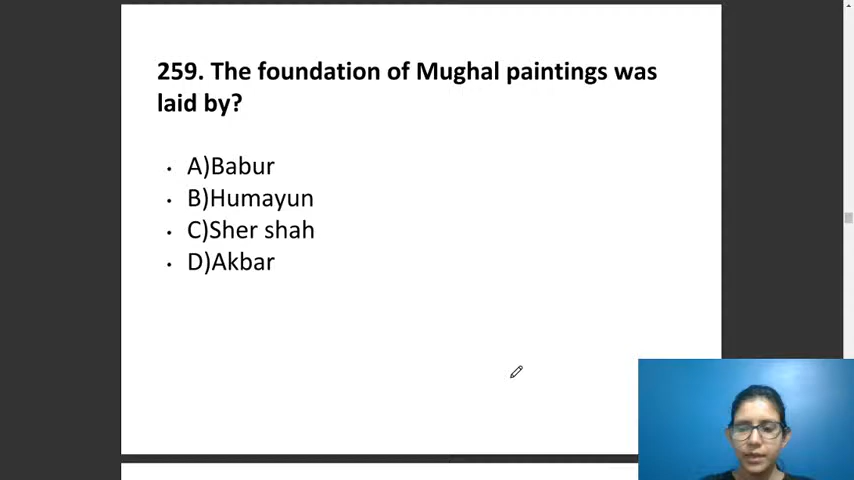 259. The foundation of Mughal paintings was
laid by?
• A)Babur
• B)Humayun
• C)Sher shah
• D)Akbar